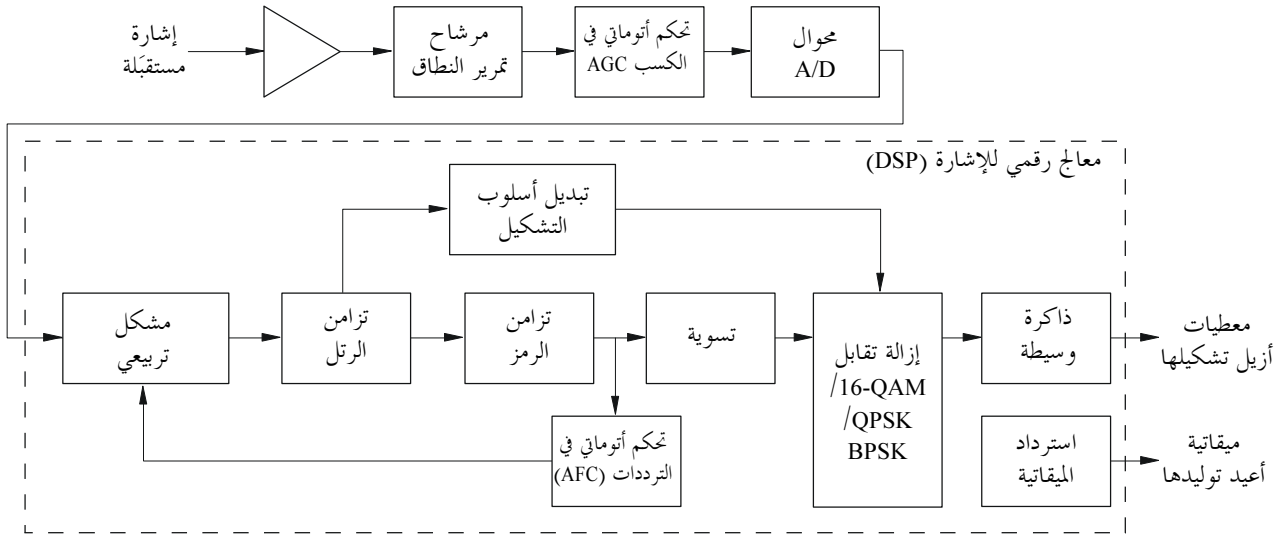 إشارة
مستقبَلة
مرشاح
تمرير النطاق
تحكم أتوماتي في
الكسب AGC
محوال
A/D
معالج رقمي للإشارة (DSP)
تبديل أسلوب
التشكيل
مشكل
تربيعي
تزامن
الرتل
تزامن
الرمز
تسوية
إزالة تقابل
16-QAM/
QPSK/
BPSK
ذاكرة
وسيطة
معطيات
أزيل تشكيلها
تحكم أتوماتي في
الترددات (AFC)
استرداد
الميقاتية
ميقاتية
أعيد توليدها